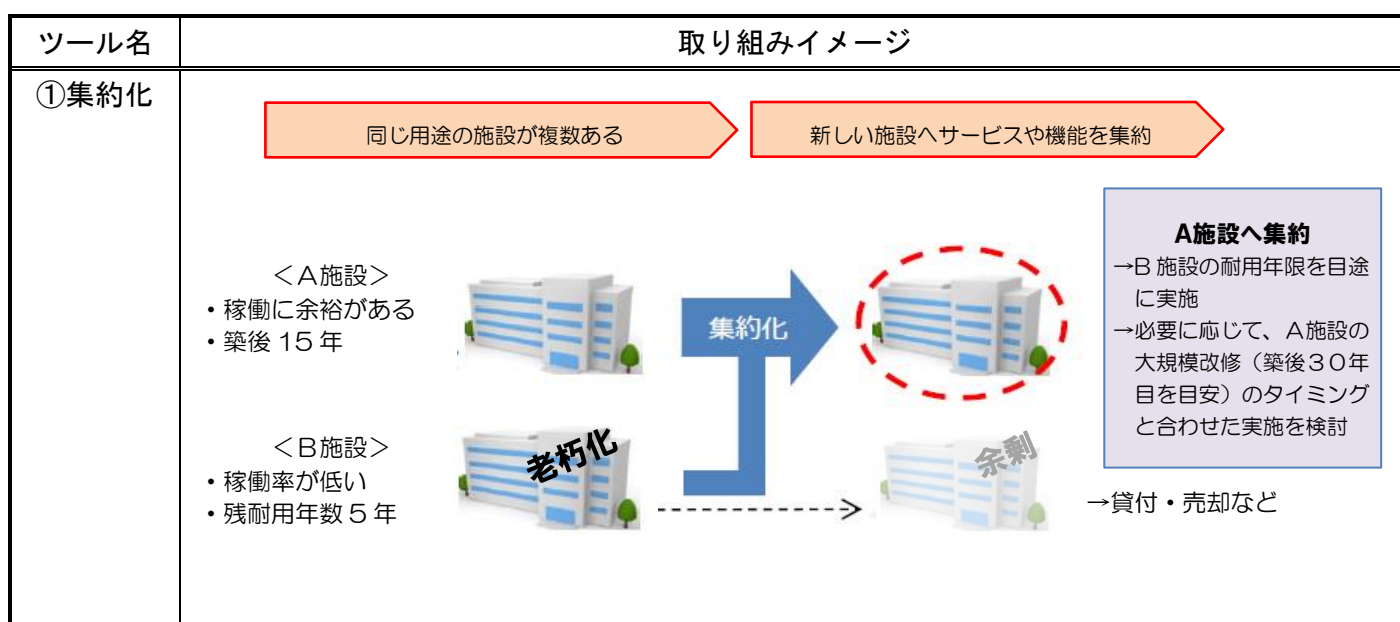 ツール名
取り組みイメージ
①集約化
同じ用途の施設が複数ある
新しい施設へサービスや機能を集約
＜Ａ施設＞
・稼働に余裕がある
・築後 15 年
集約化
A施設へ集約
→B 施設の耐用年限を目途
に実施
→必要に応じて、Ａ施設の
大規模改修（築後３０年
目を目安）のタイミング
と合わせた実施を検討
＜Ｂ施設＞
・稼働率が低い
・残耐用年数 5 年
老朽化
余剰
→貸付・売却など